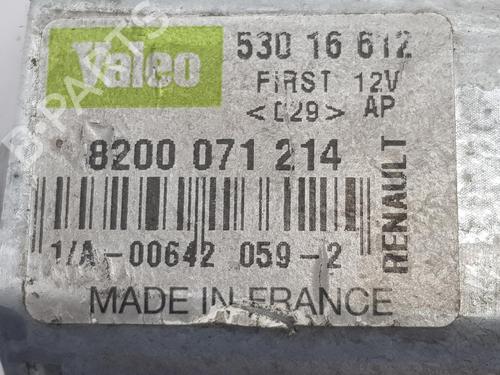 Valeo
530 16 612
FIRST 12V
<029> AP
8200 071 214
RENAULT
1/A-00642 059-2
MADE IN FRANCE
B-PARTS